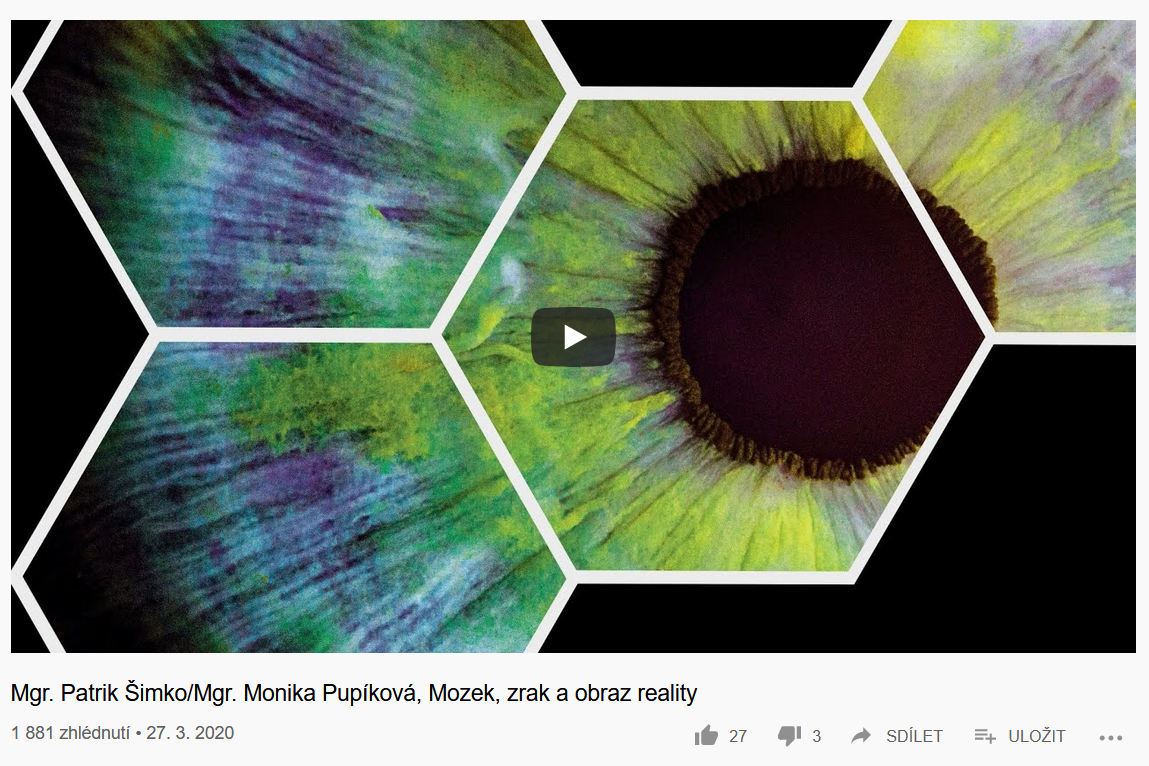 Mgr. Patrik Šimko/Mgr. Monika Pupíková, Mozek, zrak a obraz reality
1 881 zhlédnutí • 27. 3. 2020
27 3 SDÍLET ULOŽIT